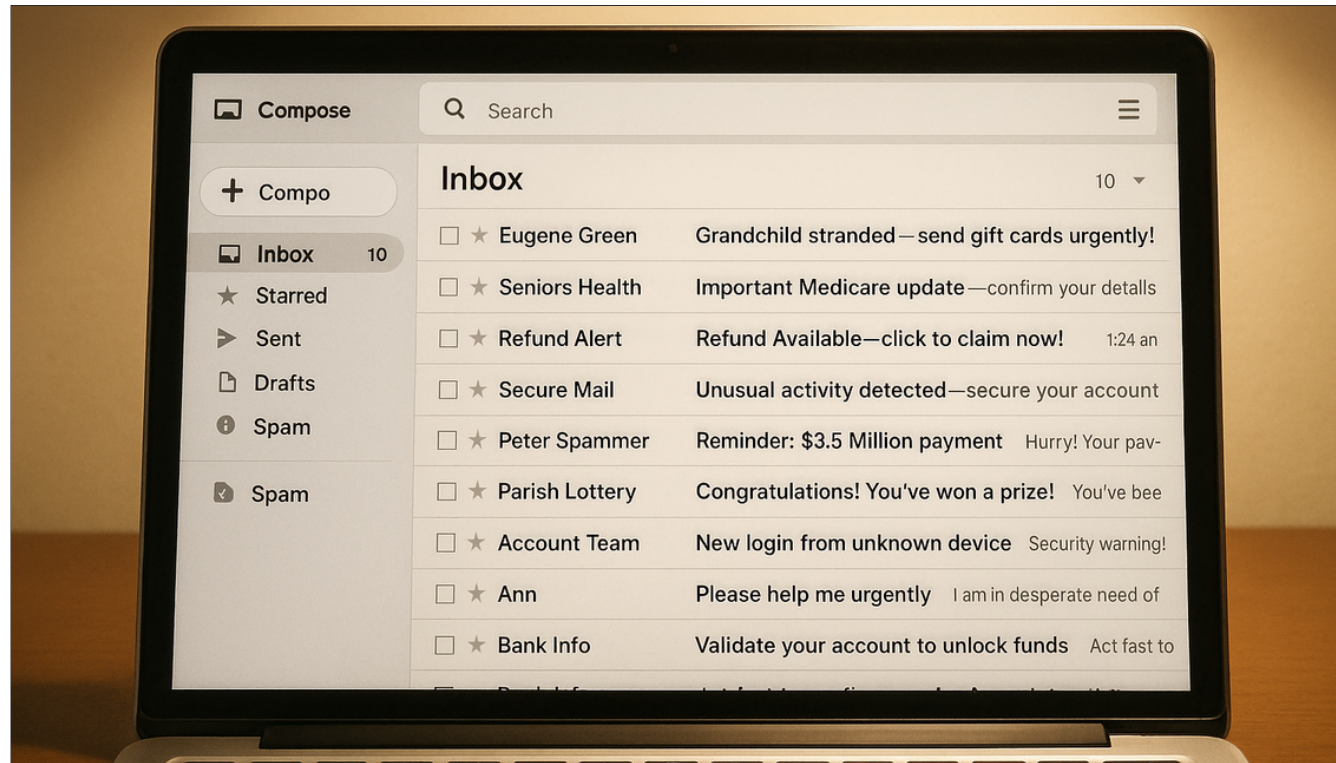 Compose
Search
Compo
Inbox 10
Starred
Sent
Drafts
Spam
Spam
Inbox
10
Eugene Green Grandchild stranded—send gift cards urgently!
Seniors Health Important Medicare update—confirm your detalls
Refund Alert Refund Available—click to claim now! 1:24 an
Secure Mail Unusual activity detected—secure your account
Peter Spammer Reminder: $3.5 Million payment Hurry! Your pav-
Parish Lottery Congratulations! You've won a prize! You've bee
Account Team New login from unknown device Security warning!
Ann Please help me urgently I am in desperate need of
Bank Info Validate your account to unlock funds Act fast to